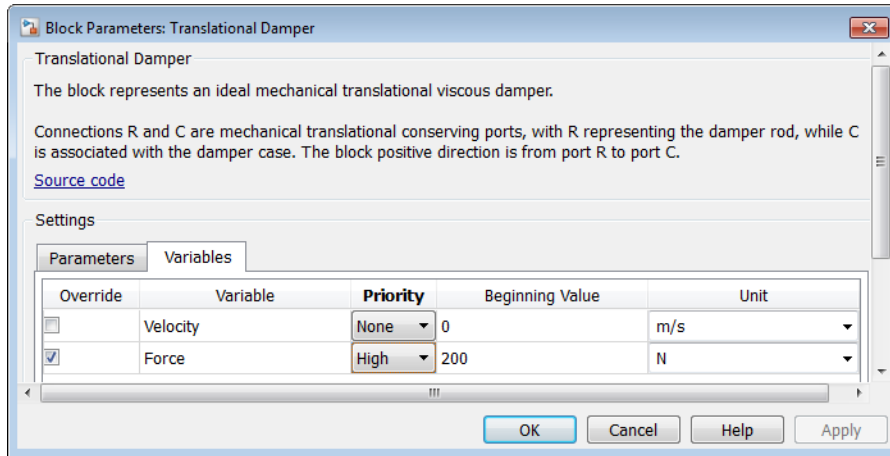 Block Parameters: Translational Damper
Translational Damper
The block represents an ideal mechanical translational viscous damper.
Connections R and C are mechanical translational conserving ports, with R representing the damper rod, while C
is associated with the damper case. The block positive direction is from port R to port C.
Source code
Settings
Parameters Variables
Override Variable Priority Beginning Value Unit
Velocity None 0 m/s
Force High 200 N
OK Cancel Help Apply